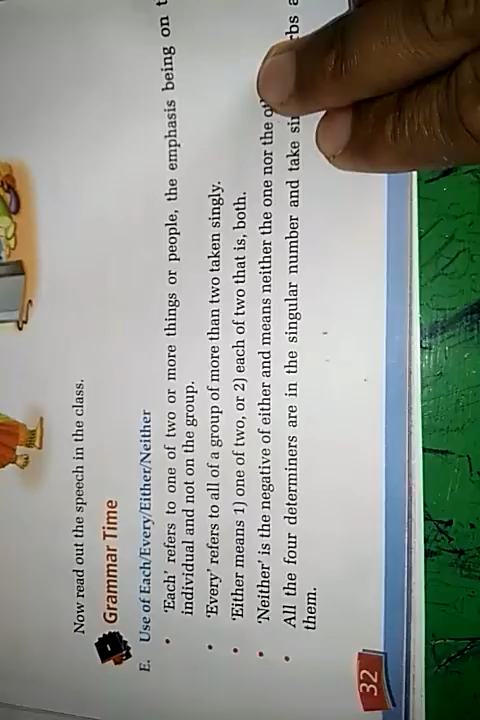 Now read out the speech in the class.
Grammar Time
E. Use of Each/Every/Either/Neither
• 'Each' refers to one of two or more things or people, the emphasis being on
individual and not on the group.
• 'Every' refers to all of a group of more than two taken singly.
• 'Either means 1) one of two, or 2) each of two that is, both.
• 'Neither' is the negative of either and means neither the one nor the
• All the four determiners are in the singular number and take
them.
32